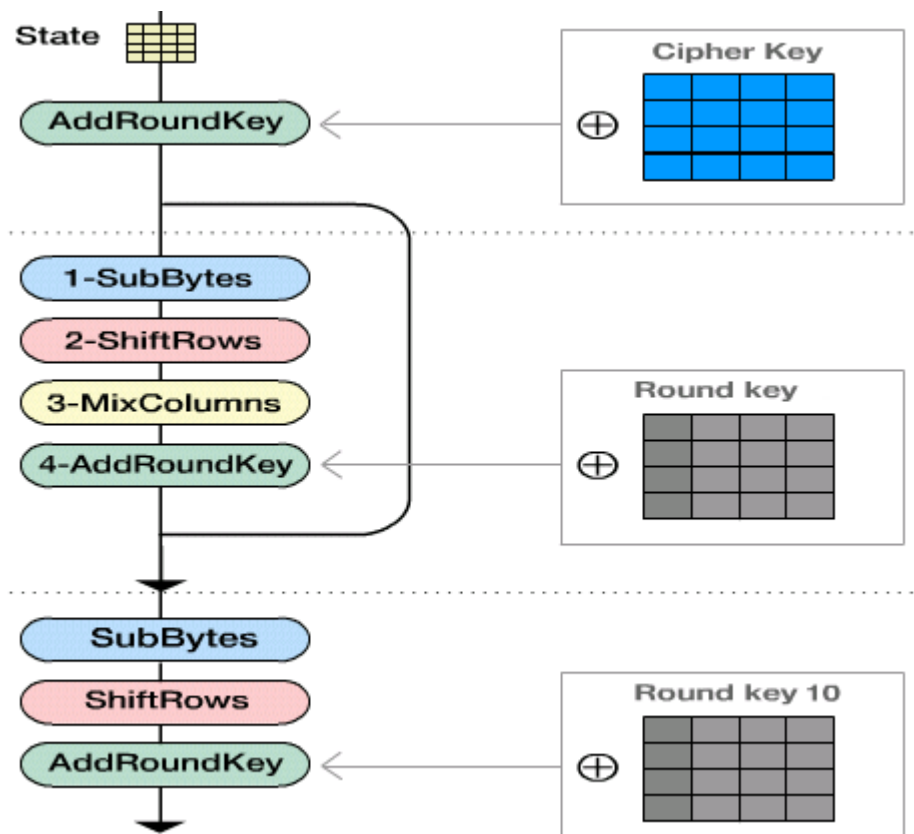 State
Cipher Key
AddRoundKey
1-SubBytes
2-ShiftRows
3-MixColumns
Round key
4-AddRoundKey
SubBytes
ShiftRows
Round key 10
AddRoundKey